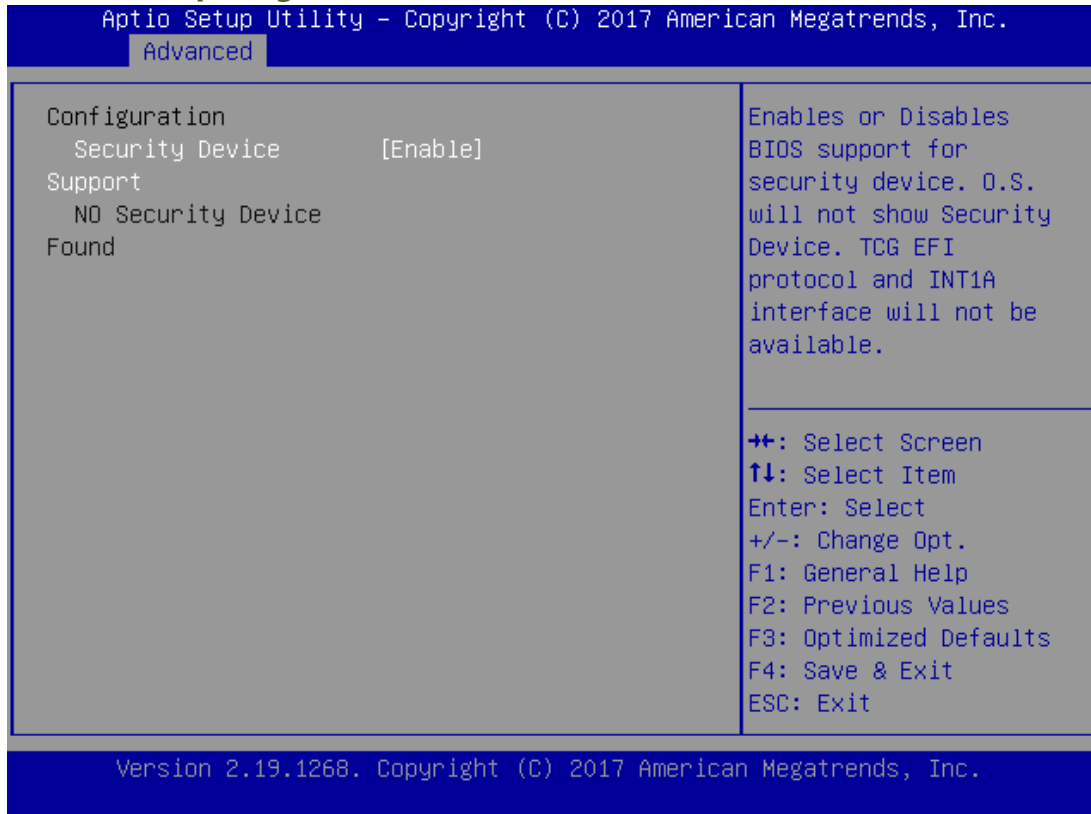 Aptio Setup Utility – Copyright (C) 2017 American Megatrends, Inc.
Advanced
Configuration
Security Device [Enable]
Support
NO Security Device
Found
Enables or Disables
BIOS support for
security device. O.S.
will not show Security
Device. TCG EFI
protocol and INT1A
interface will not be
available.
→←: Select Screen
↑↓: Select Item
Enter: Select
+/-: Change Opt.
F1: General Help
F2: Previous Values
F3: Optimized Defaults
F4: Save & Exit
ESC: Exit
Version 2.19.1268. Copyright (C) 2017 American Megatrends, Inc.